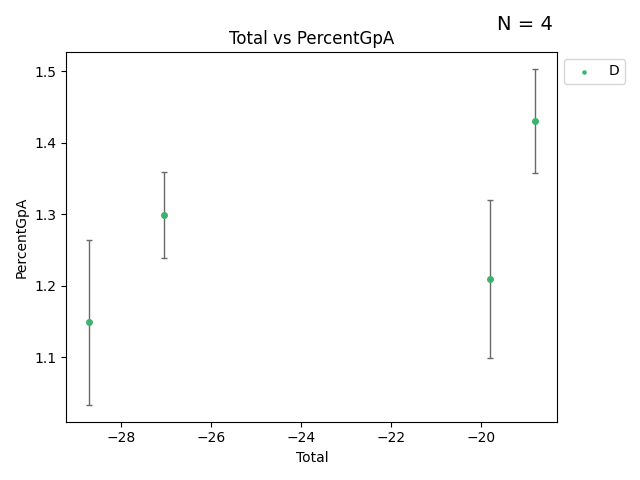 N = 4
Total vs PercentGpA
D
PercentGpA
1.5
1.4
1.3
1.2
1.1
−28 −26 −24 −22 −20
Total